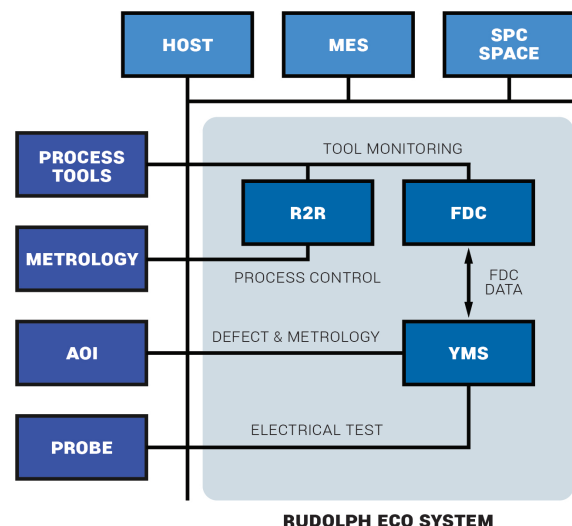 HOST
MES
SPC
SPACE
PROCESS
TOOLS
TOOL MONITORING
R2R
FDC
METROLOGY
PROCESS CONTROL
FDC
DATA
AOI
DEFECT & METROLOGY
YMS
PROBE
ELECTRICAL TEST
RUDOLPH ECO SYSTEM